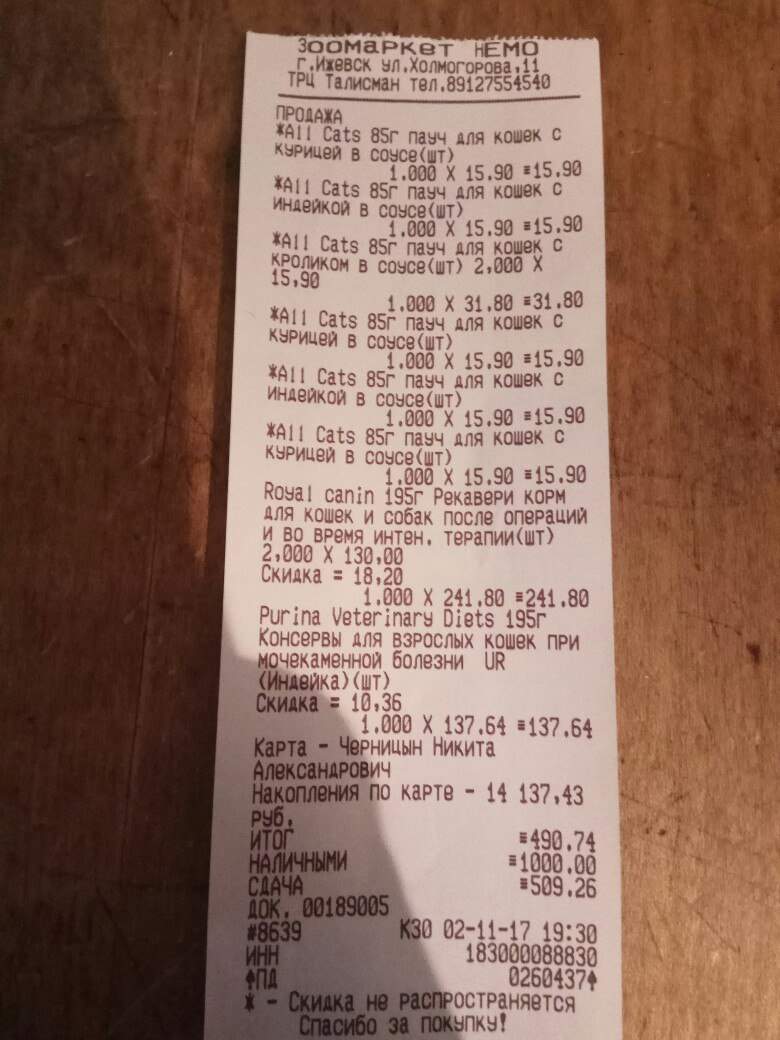 ЗООМАРКЕТ НЕМО
г.Ижевск ул.Холмогорова,11
ТРЦ Талисман тел.89127554540
ПРОДАЖА
*All Cats 85г пауч для кошек с
курицей в соусе(шт)
1.000 X 15.90 ≡15.90
*All Cats 85г пауч для кошек с
индейкой в соусе(шт)
1.000 X 15.90 ≡15.90
*All Cats 85г пауч для кошек с
кроликом в соусе(шт) 2,000 X
15,90
1.000 X 31.80 ≡31.80
*All Cats 85г пауч для кошек с
курицей в соусе(шт)
1.000 X 15.90 ≡15.90
*All Cats 85г пауч для кошек с
индейкой в соусе(шт)
1.000 X 15.90 ≡15.90
*All Cats 85г пауч для кошек с
курицей в соусе(шт)
1.000 X 15.90 ≡15.90
Royal canin 195г Рекавери корм
для кошек и собак после операций
и во время интен. терапии(шт)
2,000 X 130,00
Скидка = 18,20
1.000 X 241.80 ≡241.80
Purina Veterinary Diets 195г
Консервы для взрослых кошек при
мочекаменной болезни UR
(Индейка)(шт)
Скидка = 10,36
1.000 X 137.64 ≡137.64
Карта - Черницын Никита
Александрович
Накопления по карте - 14 137,43
руб.
ИТОГ ≡490.74
НАЛИЧНЫМИ ≡1000.00
СДАЧА ≡509.26
ДОК. 00189005
#8639 К30 02-11-17 19:30
ИНН 183000088830
↑ПД 0260437↑
* - Скидка не распространяется
Спасибо за покупку!